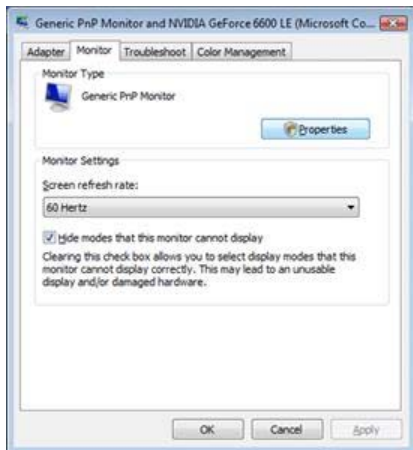 Generic PnP Monitor and NVIDIA GeForce 6600 LE (Microsoft Co...
Adapter Monitor Troubleshoot Color Management
Monitor Type
Generic PnP Monitor
Properties
Monitor Settings
Screen refresh rate:
60 Hertz
Hide modes that this monitor cannot display
Clearing this check box allows you to select display modes that this
monitor cannot display correctly. This may lead to an unusable
display and/or damaged hardware.
OK Cancel Apply